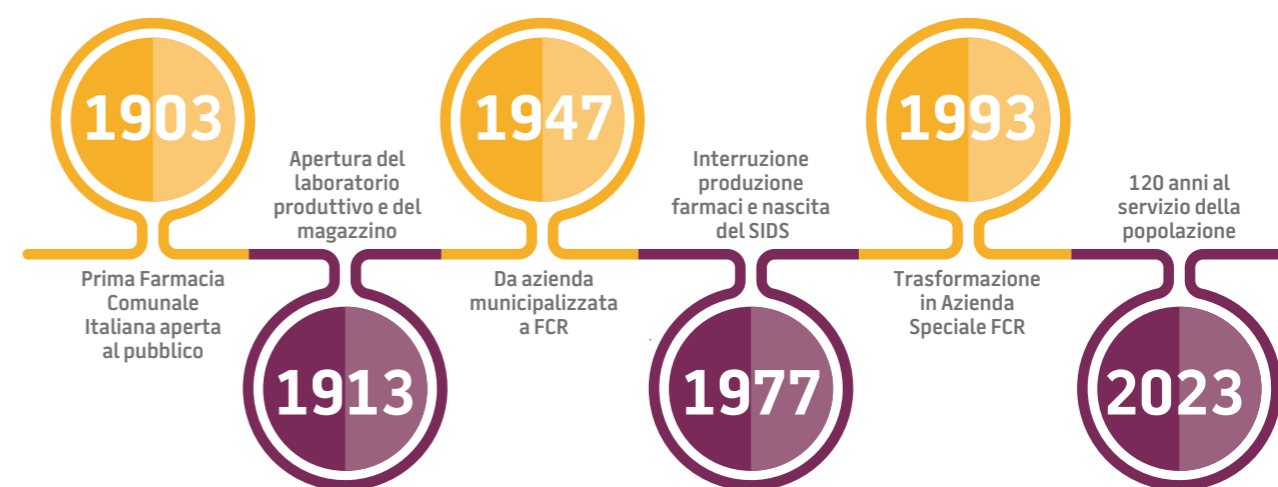 1903
Prima Farmacia
Comunale
Italiana aperta
al pubblico
Apertura del
laboratorio
produttivo e del
magazzino
1913
1947
Da azienda
municipalizzata
a FCR
Interruzione
produzione
farmaci e nascita
del SIDS
1977
1993
Trasformazione
in Azienda
Speciale FCR
120 anni al
servizio della
popolazione
2023